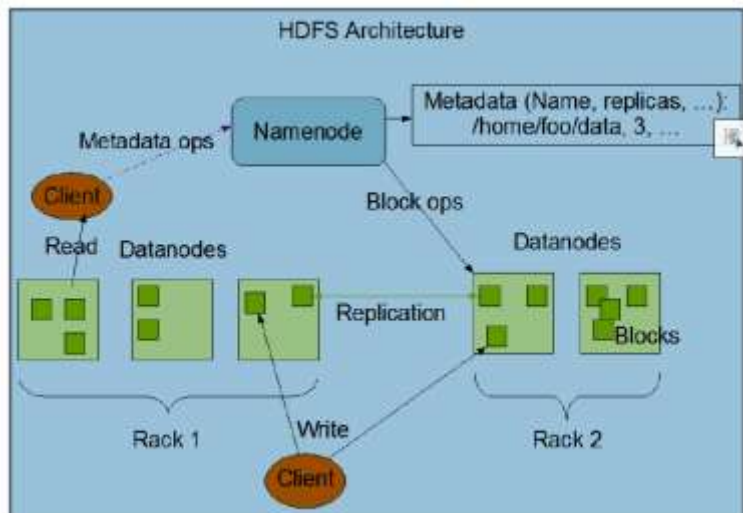 HDFS Architecture
Metadata (Name, replicas, ...):
/home/foo/data, 3, ...
Namenode
Metadata ops
Client
Block ops
Read
Datanodes
Datanodes
Replication
Blocks
Rack 1
Write
Rack 2
Client